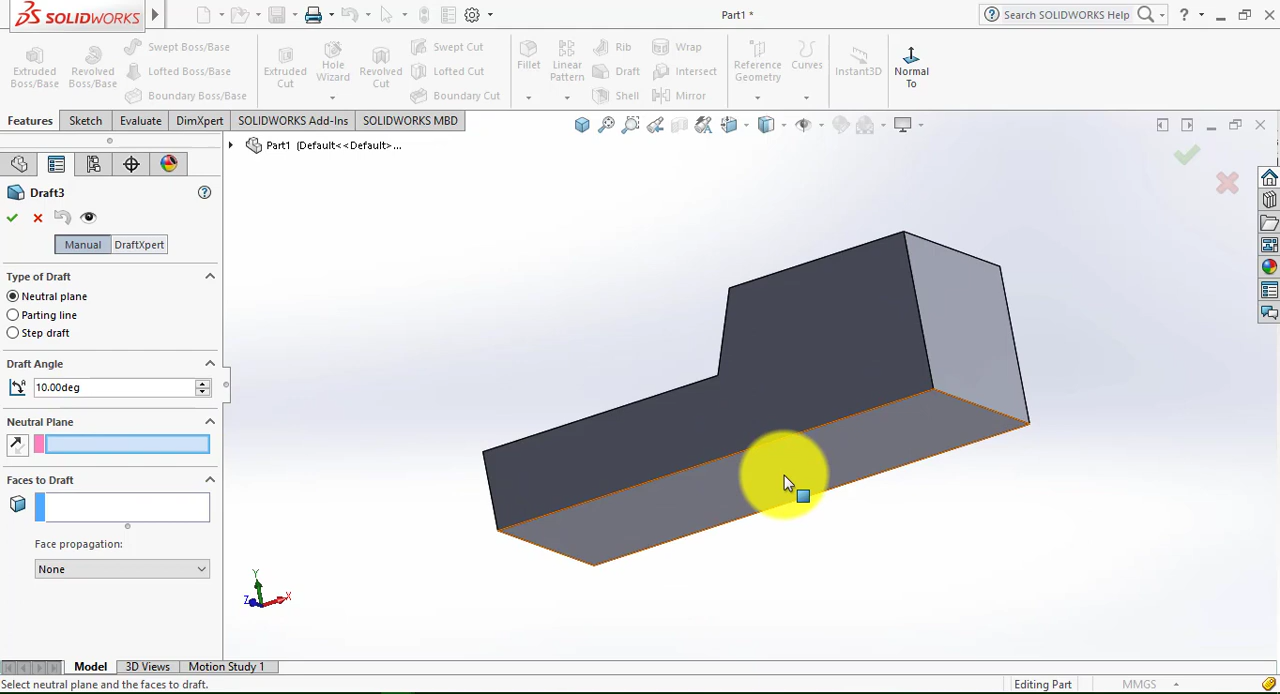 SOLIDWORKS
Part1 *
Search SOLIDWORKS Help
?
Extruded Boss/Base
Revolved Boss/Base
Swept Boss/Base
Lofted Boss/Base
Boundary Boss/Base
Extruded Cut
Hole Wizard
Revolved Cut
Swept Cut
Lofted Cut
Boundary Cut
Fillet
Linear Pattern
Rib
Draft
Shell
Wrap
Intersect
Mirror
Reference Geometry
Curves
Instant3D
Normal To
Features
Sketch
Evaluate
DimXpert
SOLIDWORKS Add-Ins
SOLIDWORKS MBD
Part1 (Default<<Default>...
Draft3
?
Manual
DraftXpert
Type of Draft
Neutral plane
Parting line
Step draft
Draft Angle
10.00deg
Neutral Plane
Faces to Draft
Face propagation:
None
Y
Z
X
Model
3D Views
Motion Study 1
Select neutral plane and the faces to draft.
Editing Part
MMGS